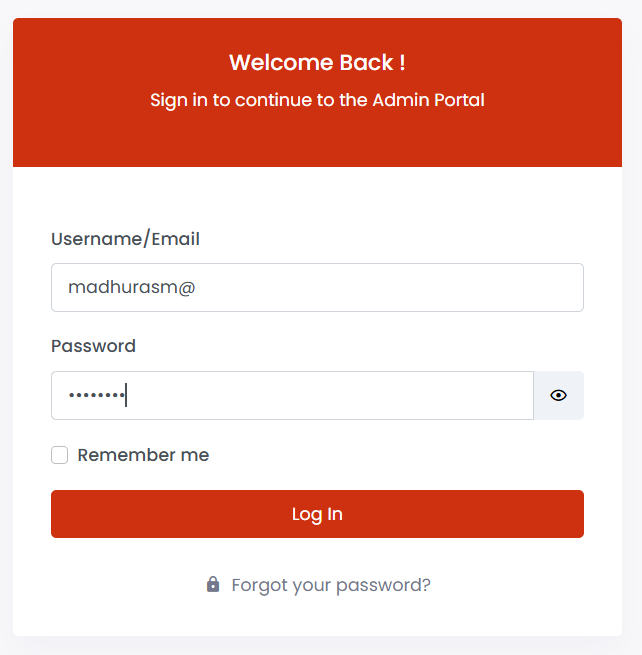 Welcome Back !
Sign in to continue to the Admin Portal
Username/Email
madhurasm@
Password
••••••••
Remember me
Log In
Forgot your password?